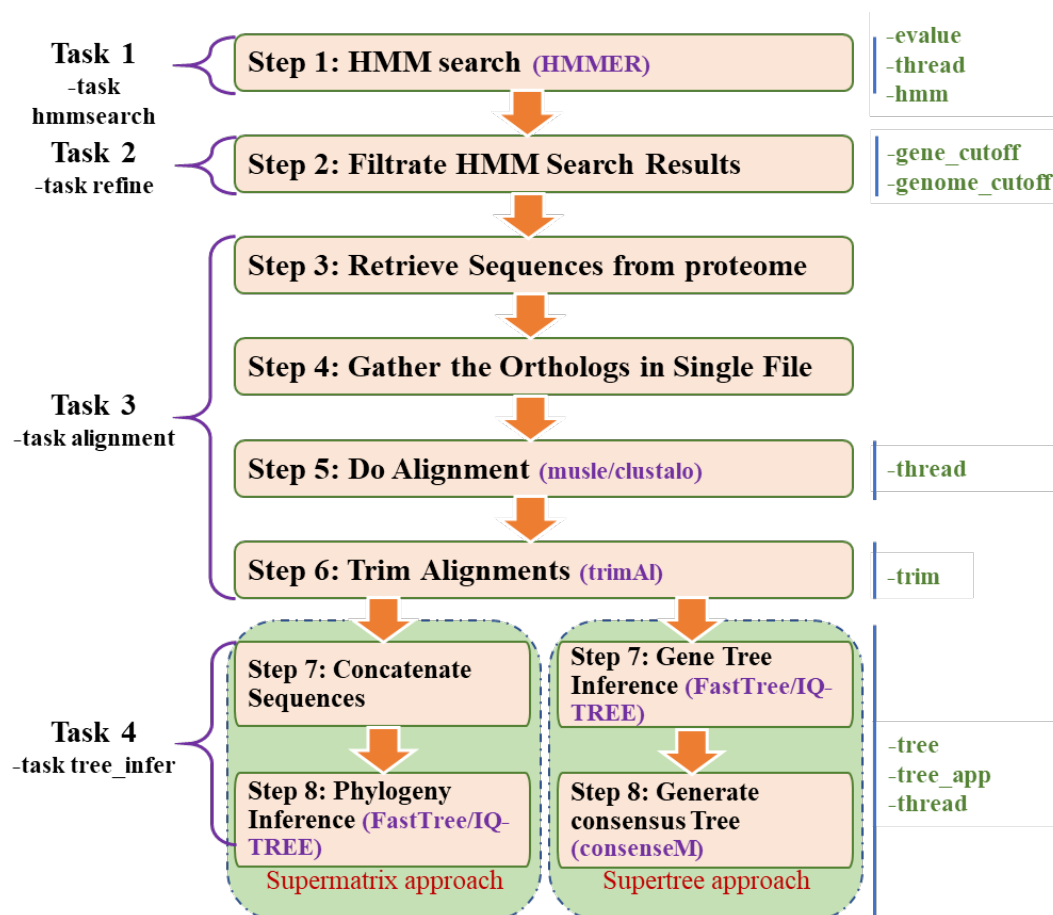 Task 1
-task
hmmsearch
Step 1: HMM search (HMMER)
-evalue
-thread
-hmm
Task 2
-task refine
Step 2: Filtrate HMM Search Results
-gene_cutoff
-genome_cutoff
Step 3: Retrieve Sequences from proteome
Step 4: Gather the Orthologs in Single File
Task 3
-task alignment
Step 5: Do Alignment (musle/clustalo)
-thread
Step 6: Trim Alignments (trimAl)
-trim
Task 4
-task tree_infer
Step 7: Concatenate
Sequences
Step 8: Phylogeny
Inference (FastTree/IQ-
TREE)
Supermatrix approach
Step 7: Gene Tree
Inference (FastTree/IQ-
TREE)
Step 8: Generate
consensus Tree
(consenseM)
Supertree approach
-tree
-tree_app
-thread